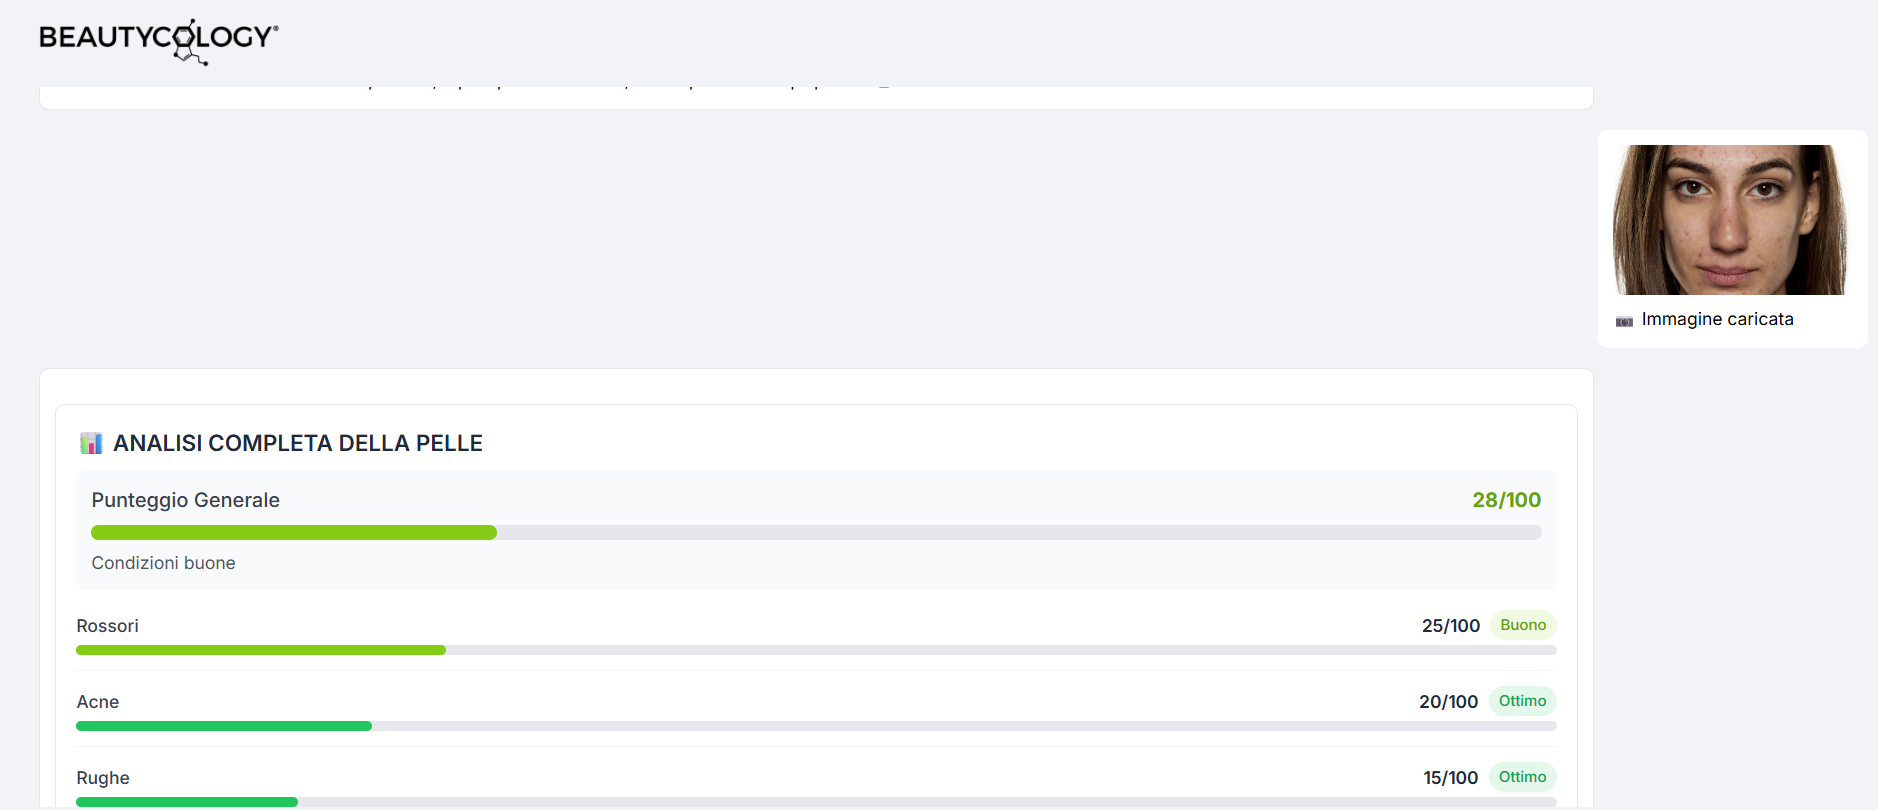 BEAUTYCOLOGY®
Immagine caricata
ANALISI COMPLETA DELLA PELLE
Punteggio Generale
28/100
Condizioni buone
Rossori
25/100 Buono
Acne
20/100 Ottimo
Rughe
15/100 Ottimo